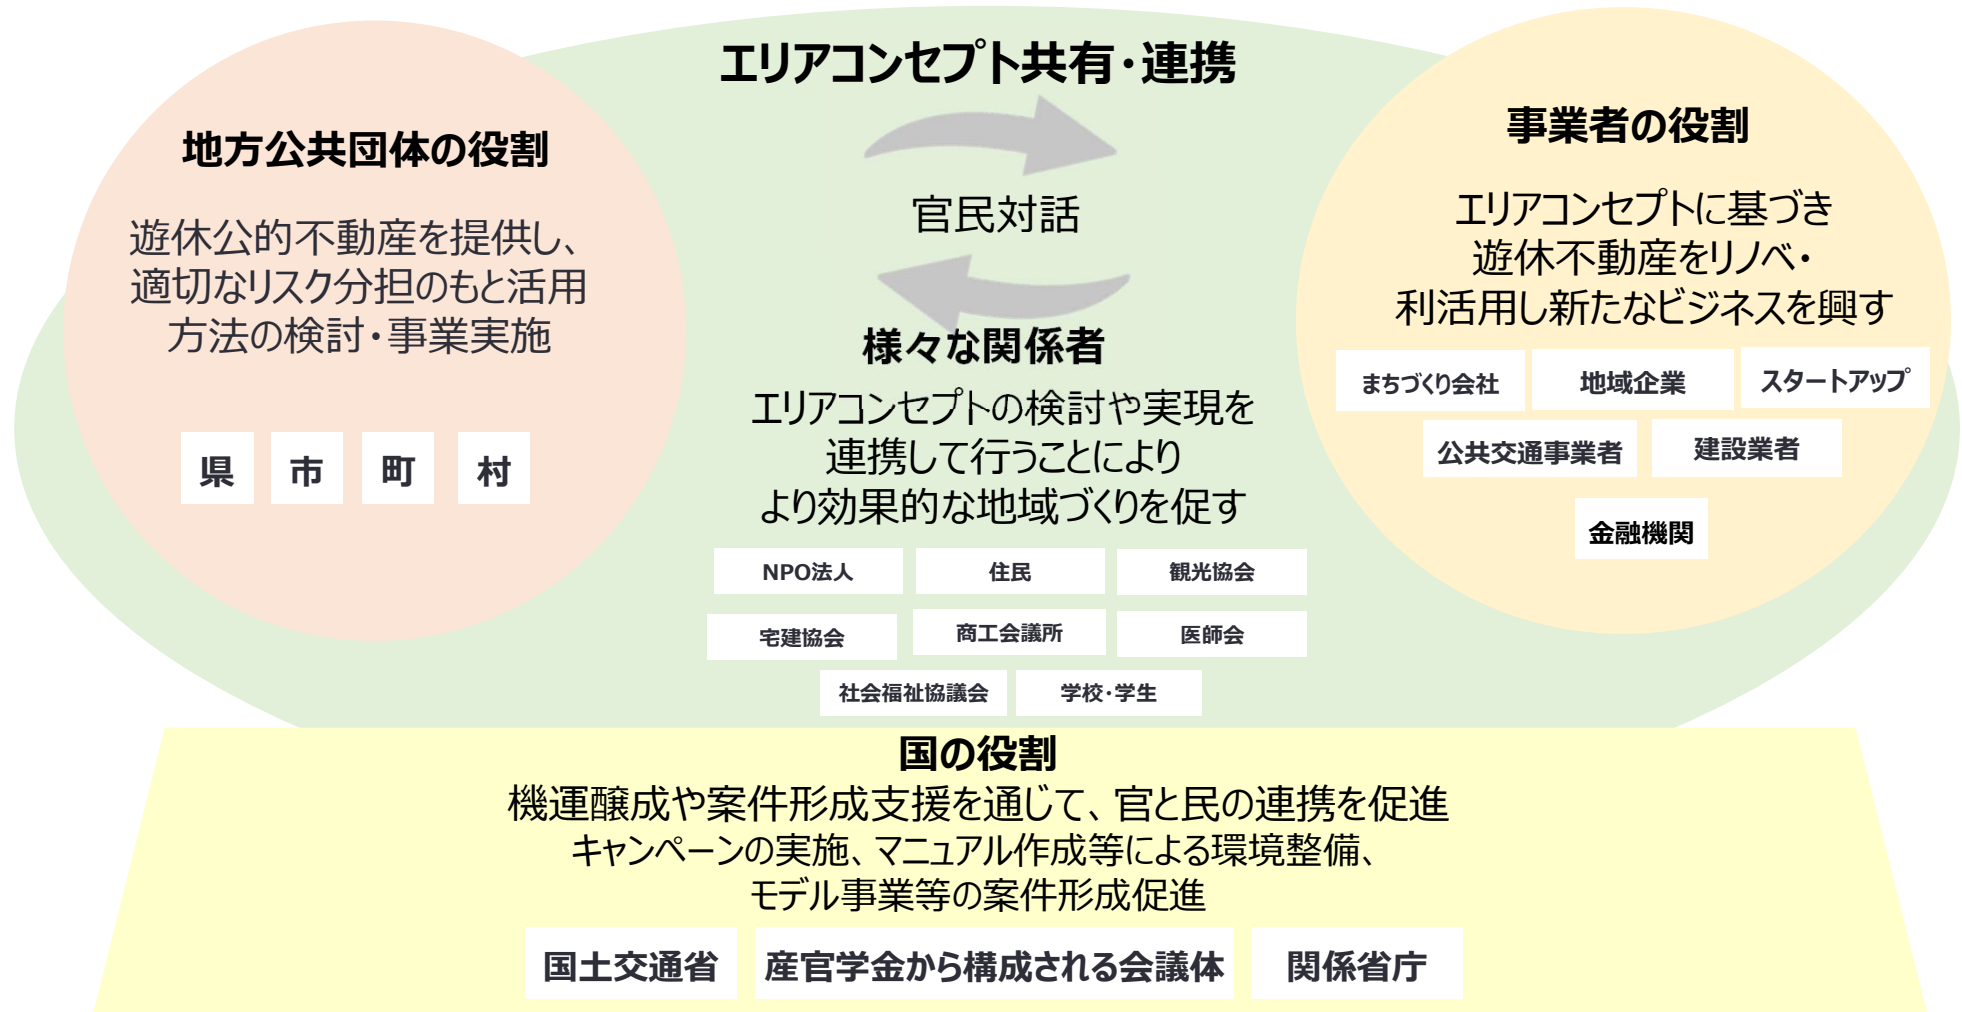 エリアコンセプト共有・連携
地方公共団体の役割
遊休公的不動産を提供し、
適切なリスク分担のもと活用
方法の検討・事業実施
県 市 町 村
官民対話
様々な関係者
エリアコンセプトの検討や実現を
連携して行うことにより
より効果的な地域づくりを促す
NPO法人 住民 観光協会
宅建協会 商工会議所 医師会
社会福祉協議会 学校・学生
事業者の役割
エリアコンセプトに基づき
遊休不動産をリノベ・
利活用し新たなビジネスを興す
まちづくり会社 地域企業 スタートアップ
公共交通事業者 建設業者
金融機関
国の役割
機運醸成や案件形成支援を通じて、官と民の連携を促進
キャンペーンの実施、マニュアル作成等による環境整備、
モデル事業等の案件形成促進
国土交通省 産官学金から構成される会議体 関係省庁